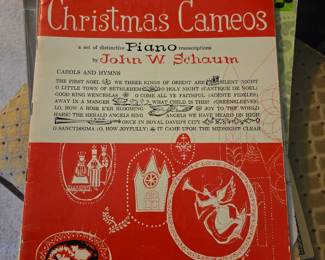 Christmas Cameos
a set of distinctive Piano transcriptions
by John W. Schaum
CAROLS AND HYMNS
THE FIRST NOEL WE THREE KINGS OF ORIENT ARE SILENT NIGHT
O LITTLE TOWN OF BETHLEHEM O HOLY NIGHT (CANTIQUE DE NOEL)
GOOD KING WENCESLAS O COME ALL YE FAITHFUL (ADESTE FIDELES)
AWAY IN A MANGER WHAT CHILD IS THIS? (GREENSLEEVES)
LO, HOW A ROSE E'ER BLOOMING JOY TO THE WORLD
HARK! THE HERALD ANGELS SING ANGELS WE HAVE HEARD ON HIGH
ONCE IN ROYAL DAVID'S CITY
O SANCTISSIMA (O, HOW JOYFULLY) IT CAME UPON THE MIDNIGHT CLEAR